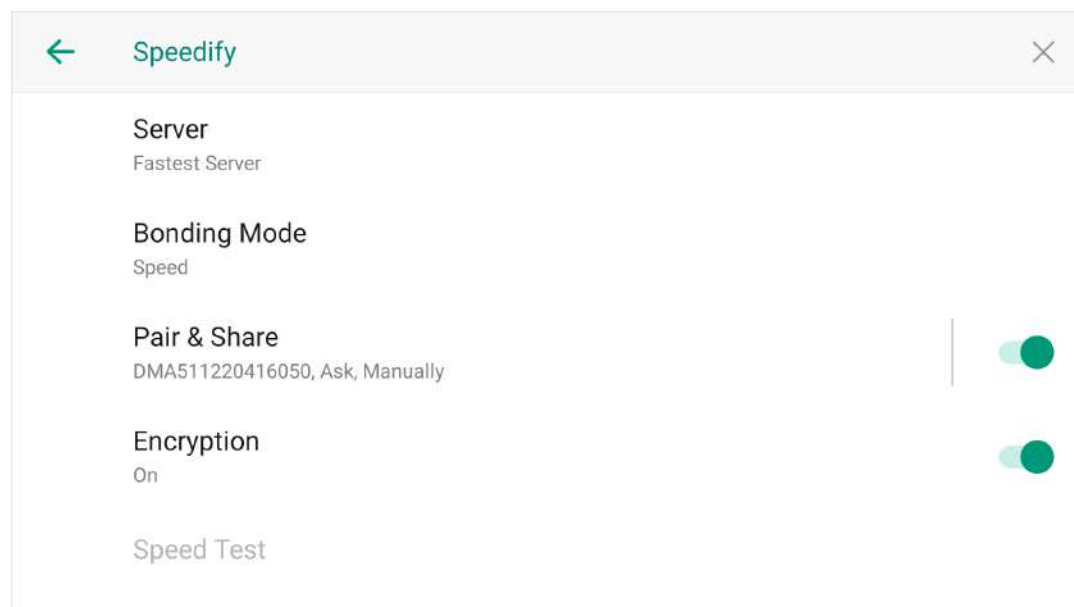 Speedify
Server
Fastest Server
Bonding Mode
Speed
Pair & Share
DMA511220416050, Ask, Manually
Encryption
On
Speed Test